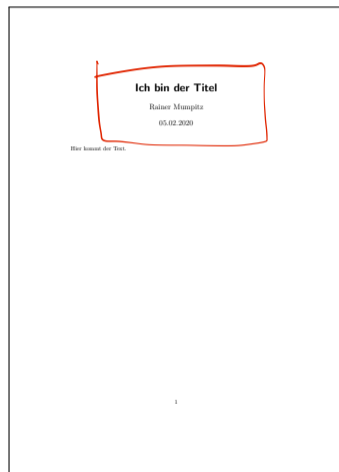 Ich bin der Titel
Rainer Mumpitz
05.02.2020
Hier kommt der Text.
1